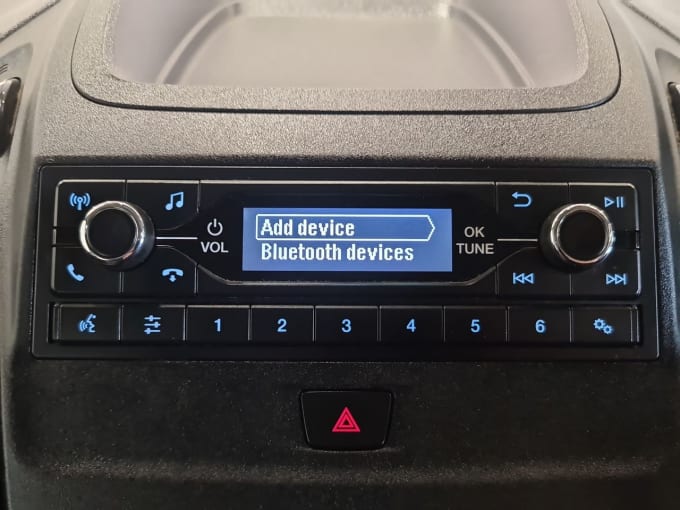 Add device
Bluetooth devices
VOL
OK
TUNE
1 2 3 4 5 6